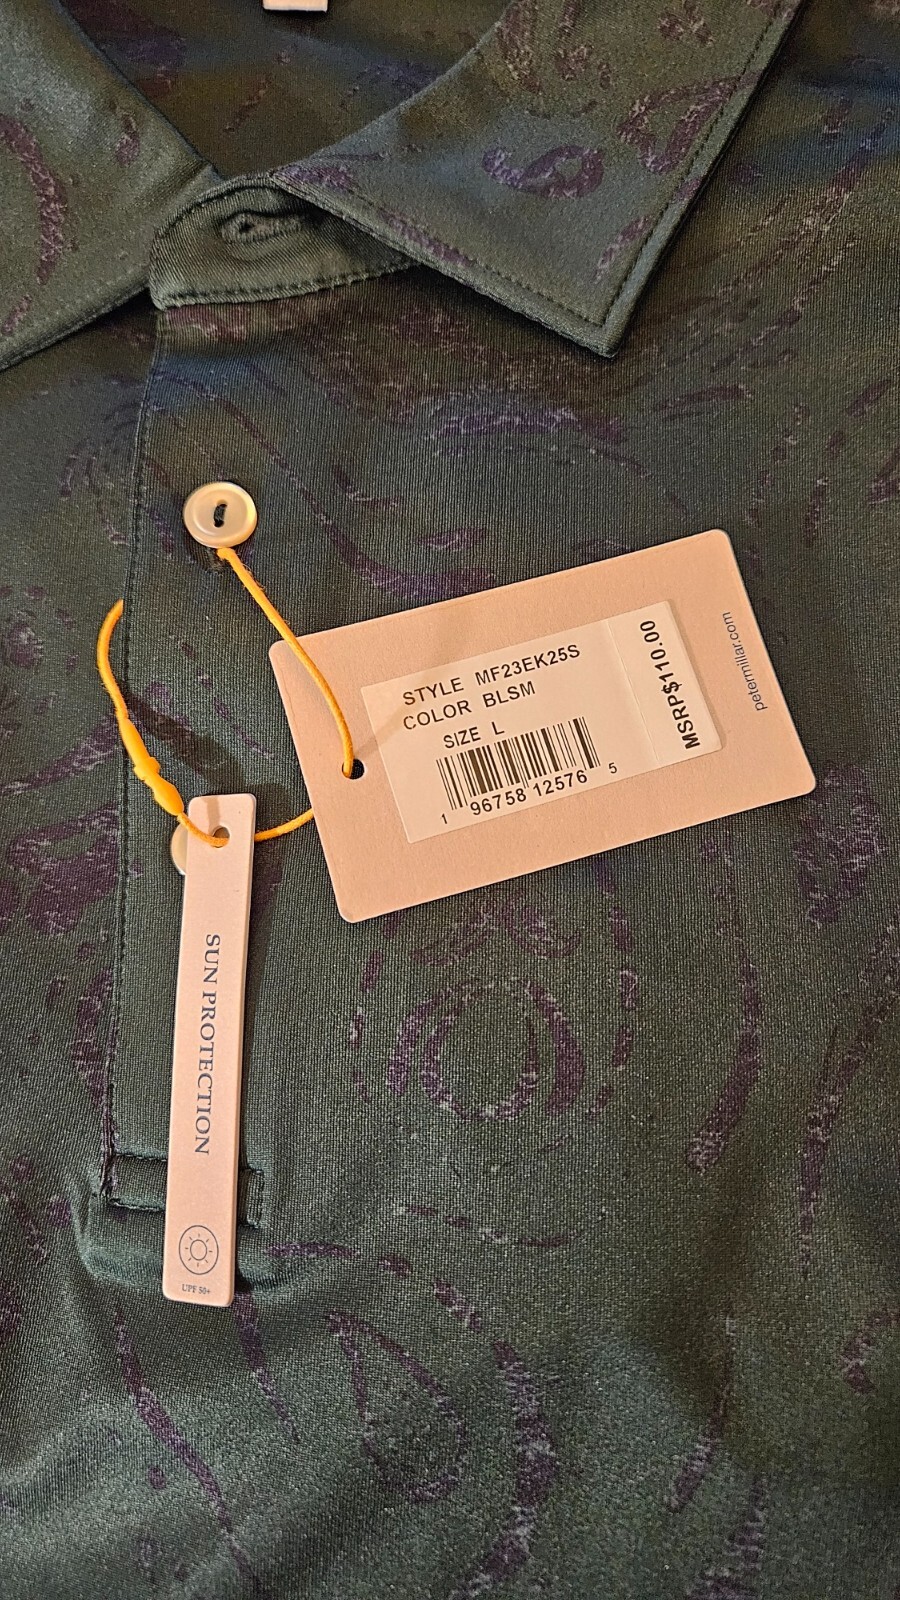 STYLE MF23EK25S
COLOR BLSM
SIZE L
1 96758 12576 5
MSRP$110.00
petermillar.com
SUN PROTECTION
UPF 50+